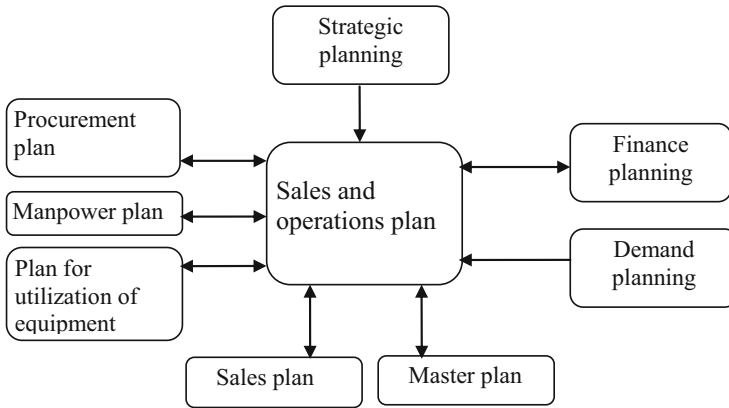 Strategic
planning
Procurement
plan
Manpower plan
Plan for
utilization of
equipment
Sales and
operations plan
Finance
planning
Demand
planning
Sales plan
Master plan